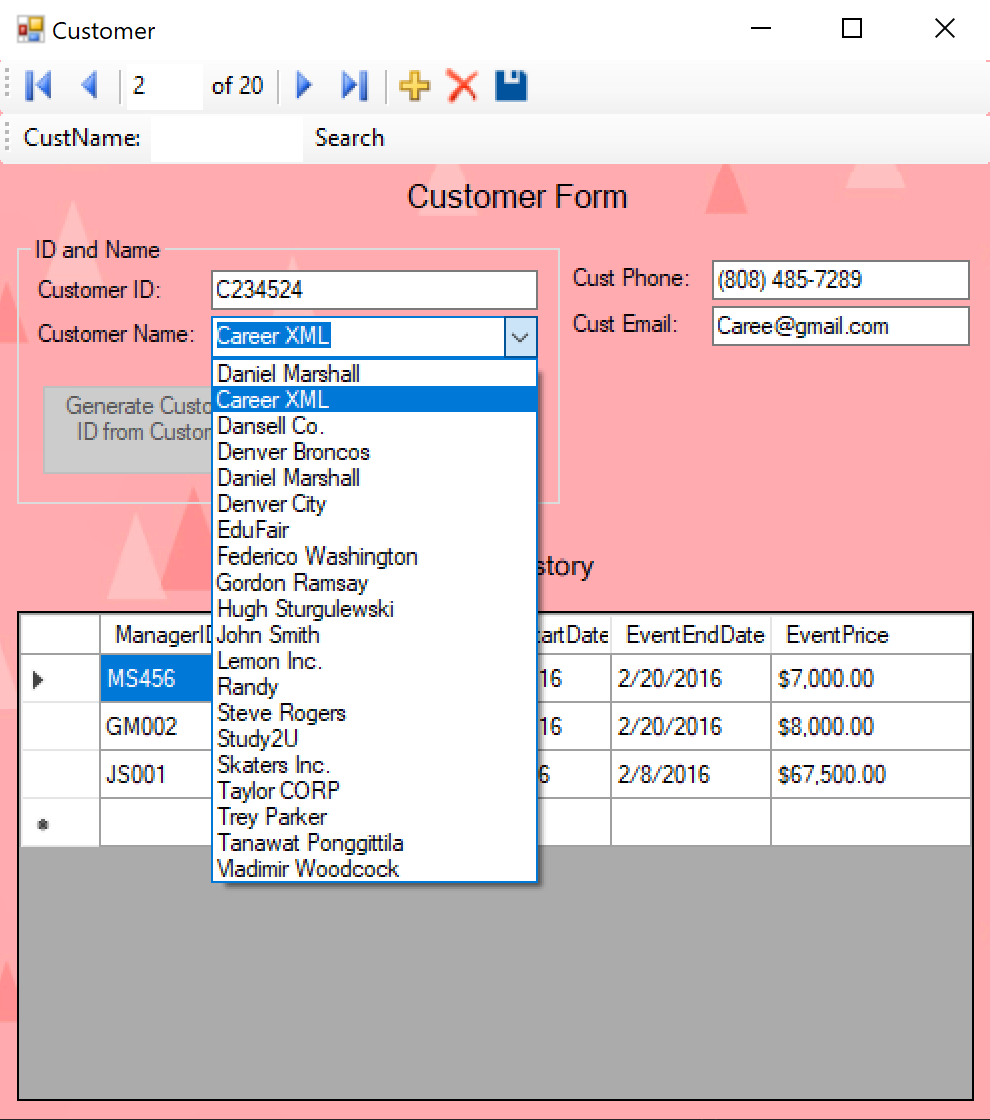 Customer
2 of 20
CustName: Search
Customer Form
ID and Name
Customer ID: C234524
Customer Name: Career XML
Cust Phone: (808) 485-7289
Cust Email: Caree@gmail.com
Generate Custo
ID from Custor
Daniel Marshall
Career XML
Dansell Co.
Denver Broncos
Daniel Marshall
Denver City
EduFair
Federico Washington
Gordon Ramsay
Hugh Sturgulewski
John Smith
Lemon Inc.
Randy
Steve Rogers
Study2U
Skaters Inc.
Taylor CORP
Trey Parker
Tanawat Ponggittila
Vladimir Woodcock
story
ManagerID artDate EventEndDate EventPrice
MS456 16 2/20/2016 $7,000.00
GM002 16 2/20/2016 $8,000.00
JS001 6 2/8/2016 $67,500.00